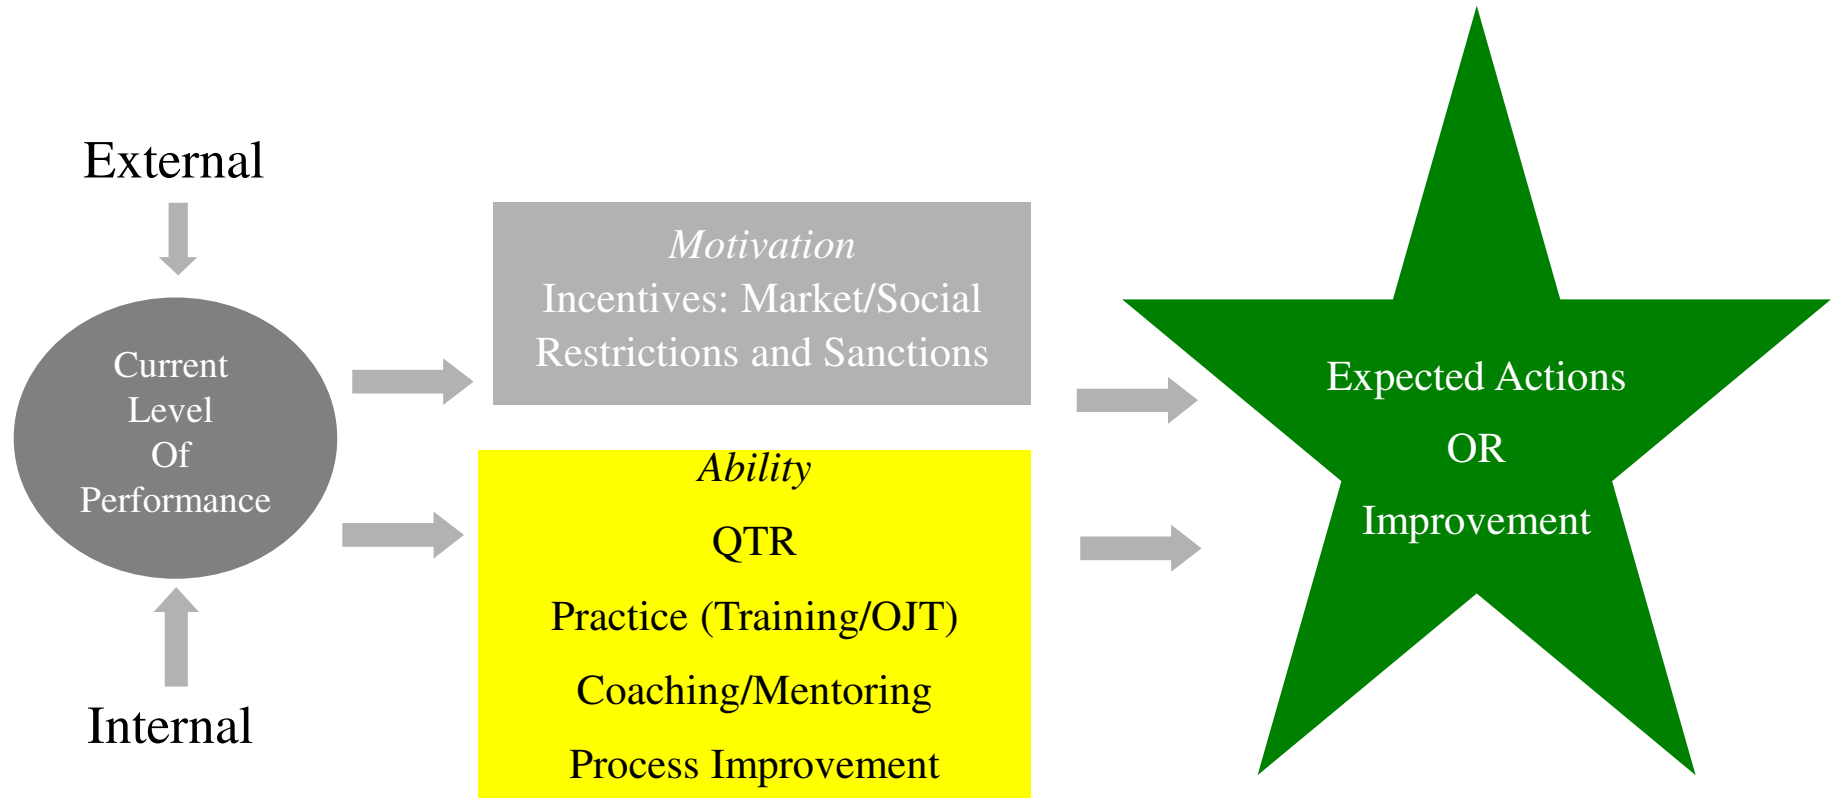 External
Current
Level
Of
Performance
Internal
Motivation
Incentives: Market/Social
Restrictions and Sanctions
Ability
QTR
Practice (Training/OJT)
Coaching/Mentoring
Process Improvement
Expected Actions
OR
Improvement